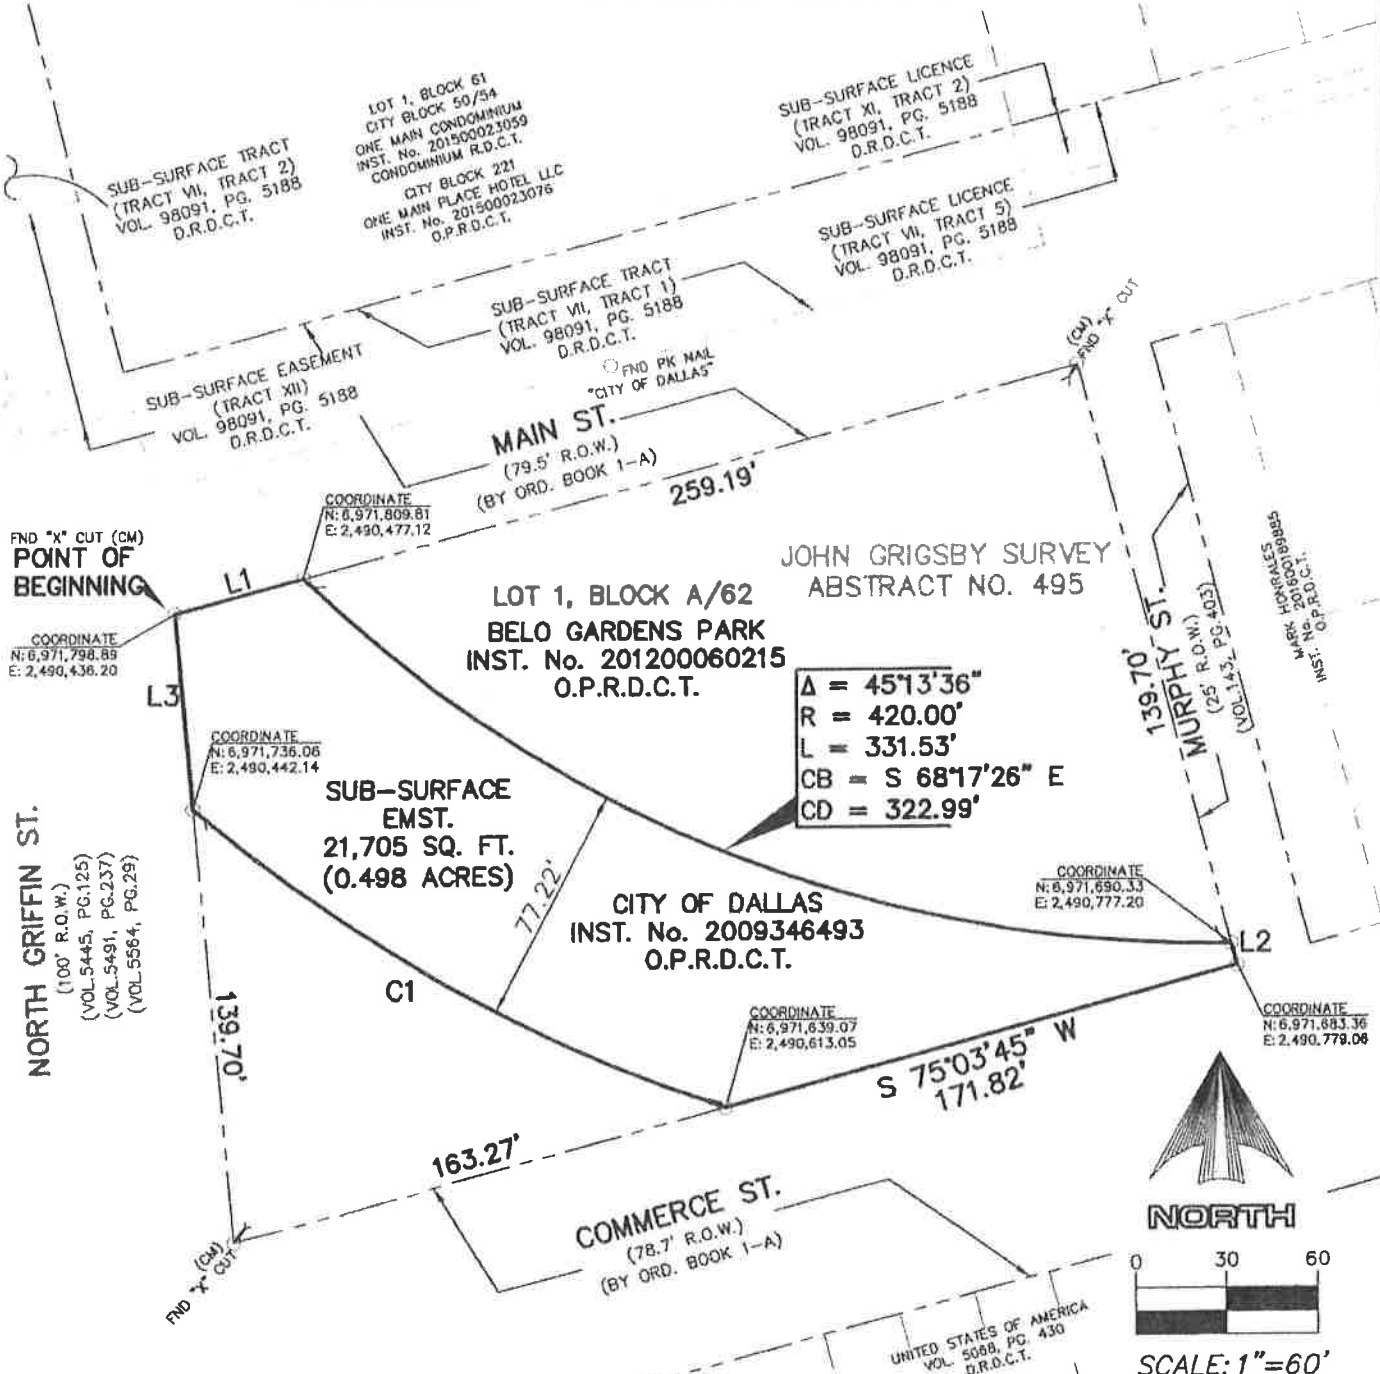 LOT 1, BLOCK 61
CITY BLOCK 50/54
ONE MAIN CONDOMINIUM
INST. No. 201500023059
CONDOMINIUM R.D.C.T.
CITY BLOCK 221
ONE MAIN PLACE HOTEL LLC
INST. No. 201500023076
O.P.R.D.C.T.
SUB-SURFACE TRACT
(TRACT VII, TRACT 2)
VOL. 98091, PG. 5188
D.R.D.C.T.
SUB-SURFACE LICENCE
(TRACT XI, TRACT 2)
VOL. 98091, PG. 5188
D.R.D.C.T.
SUB-SURFACE LICENCE
(TRACT VII, TRACT 5)
VOL. 98091, PG. 5188
D.R.D.C.T.
SUB-SURFACE TRACT
(TRACT VII, TRACT 1)
VOL. 98091, PG. 5188
D.R.D.C.T.
SUB-SURFACE EASEMENT
(TRACT XII)
VOL. 98091, PG. 5188
D.R.D.C.T.
FND PK NAIL
"CITY OF DALLAS"
(CM)
FND "X" CUT
MAIN ST.
(79.5' R.O.W.)
(BY ORD. BOOK 1-A)
259.19'
COORDINATE
N: 6,971,809.81
E: 2,490,477.12
FND "X" CUT (CM)
POINT OF
BEGINNING
L1
COORDINATE
N: 6,971,798.89
E: 2,490,436.20
L3
JOHN GRIGSBY SURVEY
ABSTRACT NO. 495
LOT 1, BLOCK A/62
BELO GARDENS PARK
INST. No. 201200060215
O.P.R.D.C.T.
Δ = 45°13'36"
R = 420.00'
L = 331.53'
CB = S 68°17'26" E
CD = 322.99'
139.70'
MURPHY ST.
(25' R.O.W.)
(VOL.143, PG.403)
MARK
INST. No. 201600189885
O.P.R.D.C.T.
COORDINATE
N: 6,971,736.06
E: 2,490,442.14
SUB-SURFACE
EMST.
21,705 SQ. FT.
(0.498 ACRES)
77.22'
CITY OF DALLAS
INST. No. 2009346493
O.P.R.D.C.T.
COORDINATE
N: 6,971,690.33
E: 2,490,777.20
L2
NORTH GRIFFIN ST.
(100' R.O.W.)
(VOL.5445, PG.125)
(VOL.5491, PG.237)
(VOL.5564, PG.29)
C1
139.70'
COORDINATE
N: 6,971,639.07
E: 2,490,613.05
COORDINATE
N: 6,971,683.36
E: 2,490,779.06
S 75°03'45" W
171.82'
163.27'
(CM)
FND "X" CUT
COMMERCE ST.
(78.7' R.O.W.)
(BY ORD. BOOK 1-A)
NORTH
0 30 60
SCALE: 1"=60'
UNITED STATES OF AMERICA
VOL. 5068, PG. 430
D.R.D.C.T.